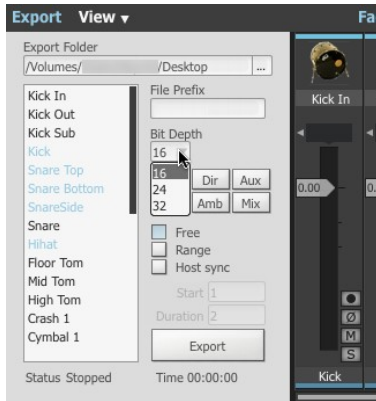 Export View ▾ Fa
Export Folder
/Volumes/ /Desktop ...
Kick In
Kick Out
Kick Sub
Kick
Snare Top
Snare Bottom
SnareSide
Snare
Hihat
Floor Tom
Mid Tom
High Tom
Crash 1
Cymbal 1
File Prefix
Bit Depth
16
16
24
32
Dir Aux
Amb Mix
Free
Range
Host sync
Start 1
Duration 2
Export
Status Stopped Time 00:00:00
Kick In
0.00 0.
Ø
M
S
Kick